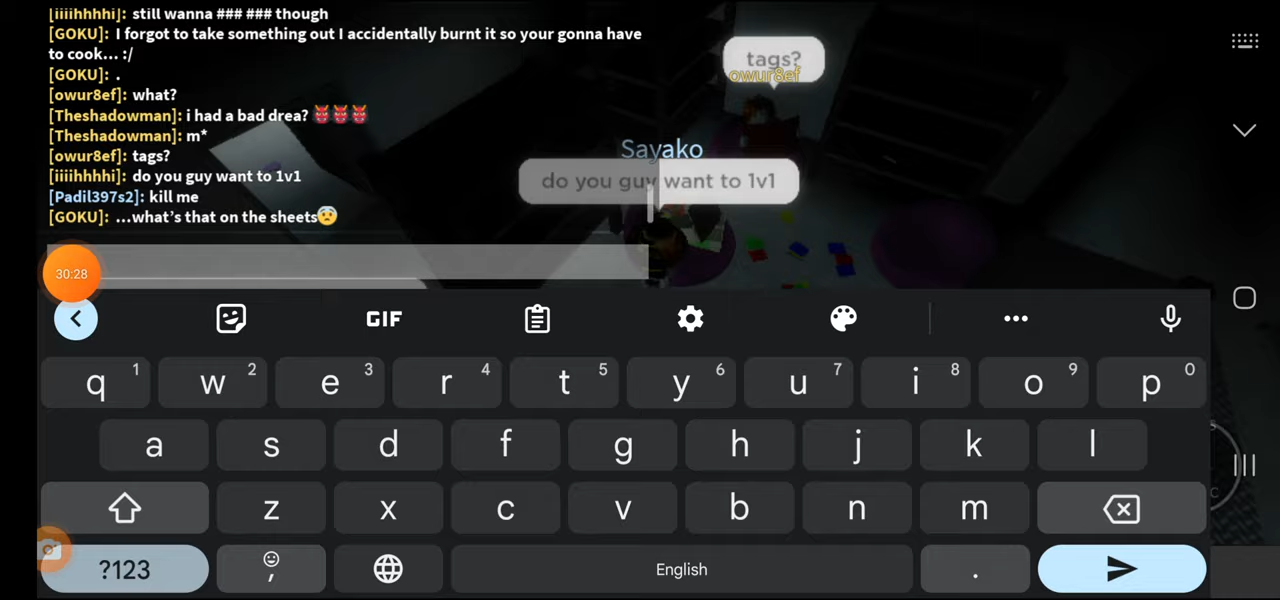 [iiiihhhhi]: still wanna ### ### though
[GOKU]: I forgot to take something out I accidentally burnt it so your gonna have
to cook... :/
[GOKU]: .
[owur8ef]: what?
[Theshadowman]: i had a bad drea? 👹👹👹
[Theshadowman]: m*
[owur8ef]: tags?
[iiiihhhhi]: do you guy want to 1v1
[Padil397s2]: kill me
[GOKU]: ...what's that on the sheets😰
tags?
owur8ef
Sayako
do you guy want to 1v1
30:28
GIF
q 1 w 2 e 3 r 4 t 5 y 6 u 7 i 8 o 9 p 0
a s d f g h j k l
z x c v b n m
?123 , English .